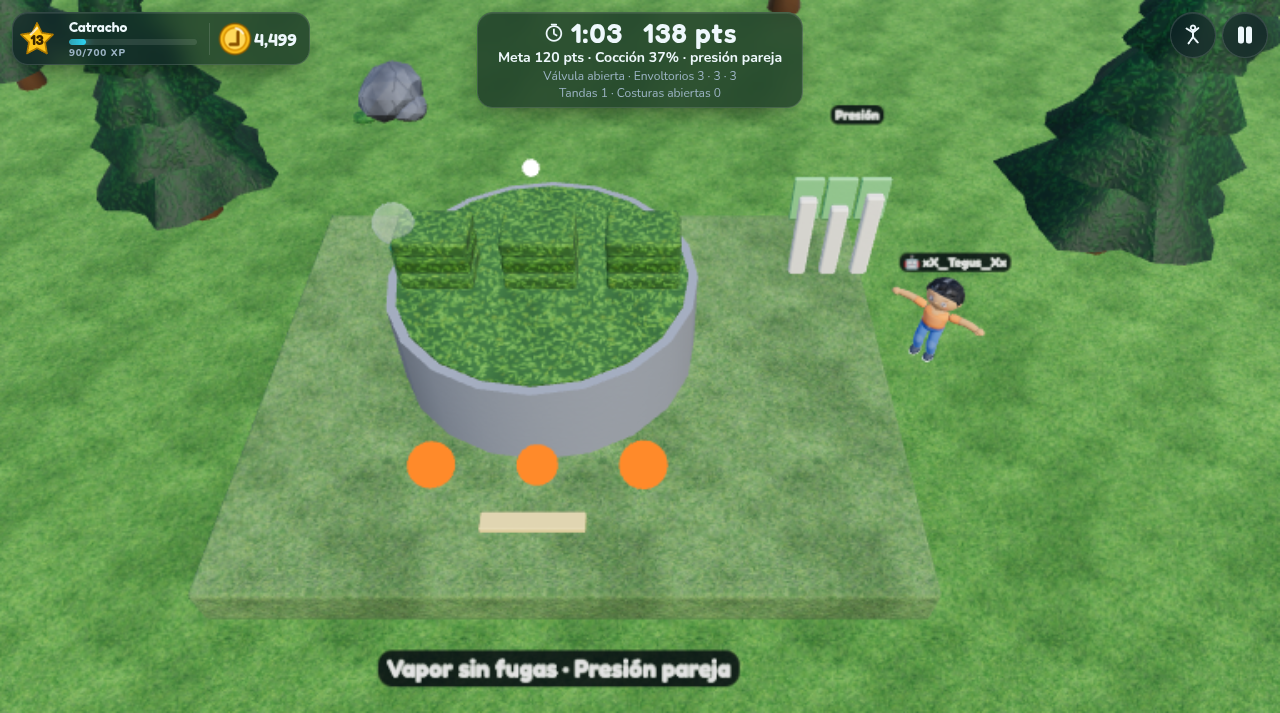 13
Catracho
90/700 XP
4,499
1:03 138 pts
Meta 120 pts · Cocción 37% · presión pareja
Válvula abierta · Envoltorios 3 · 3 · 3
Tandas 1 · Costuras abiertas 0
Presión
xX_Tegus_Xx
Vapor sin fugas · Presión pareja